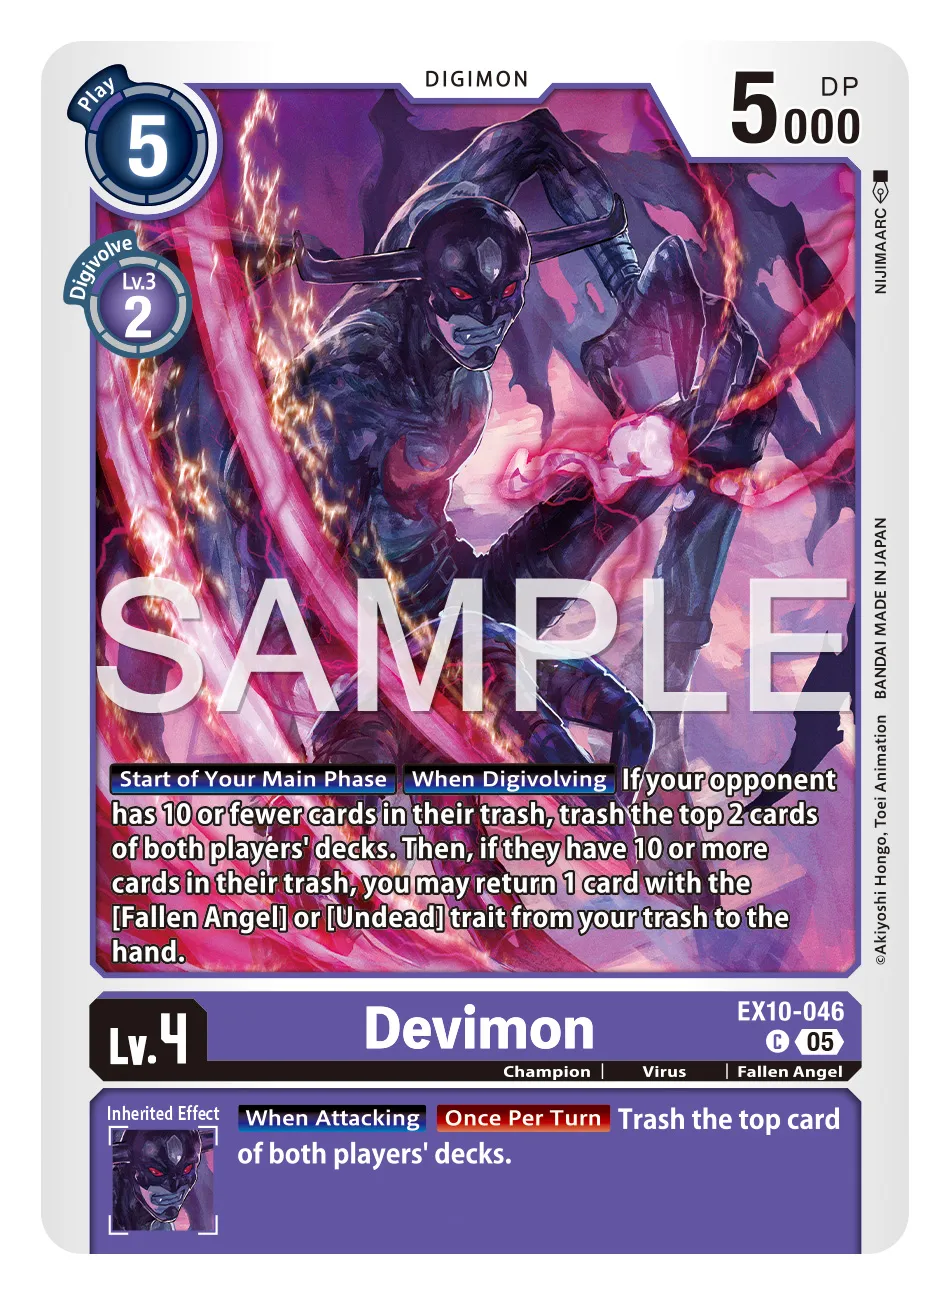 DIGIMON
Play
5
DP
5000
Digivolve
Lv.3
2
NIJIMAARC
SAMPLE
©Akiyoshi Hongo, Toei Animation BANDAI MADE IN JAPAN
Start of Your Main Phase When Digivolving If your opponent
has 10 or fewer cards in their trash, trash the top 2 cards
of both players' decks. Then, if they have 10 or more
cards in their trash, you may return 1 card with the
[Fallen Angel] or [Undead] trait from your trash to the
hand.
Lv.4
Devimon
EX10-046
C 05
Champion | Virus | Fallen Angel
Inherited Effect
When Attacking Once Per Turn Trash the top card
of both players' decks.